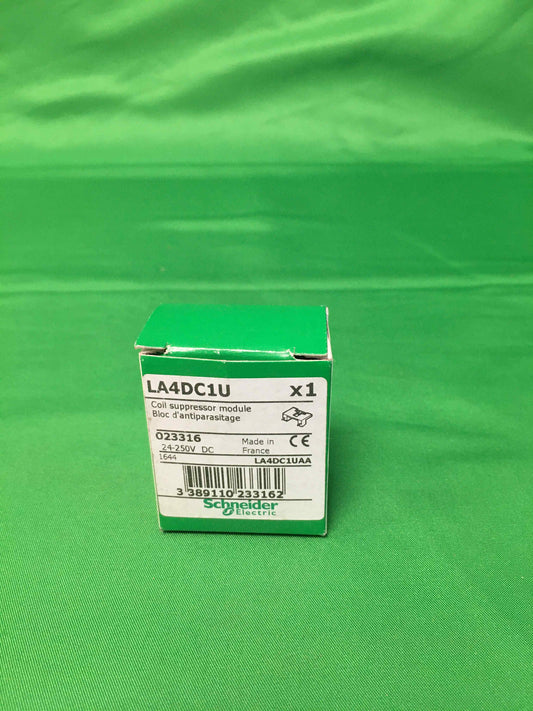 LA4DC1U x1
Coil suppressor module
Bloc d'antiparasitage
023316 Made in France CE
24-250V DC
1644 LA4DC1UAA
3 389110 233162
Schneider
Electric